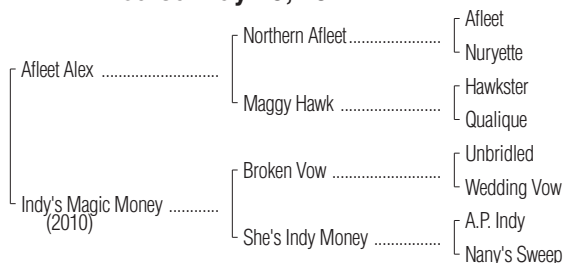 Afleet
Northern Afleet........................
Nuryette
Afleet Alex ..............................
Hawkster
Maggy Hawk ..........................
Qualique
Unbridled
Broken Vow ............................
Wedding Vow
Indy's Magic Money .............
(2010)
A.P. Indy
She's Indy Money .................
Nany's Sweep